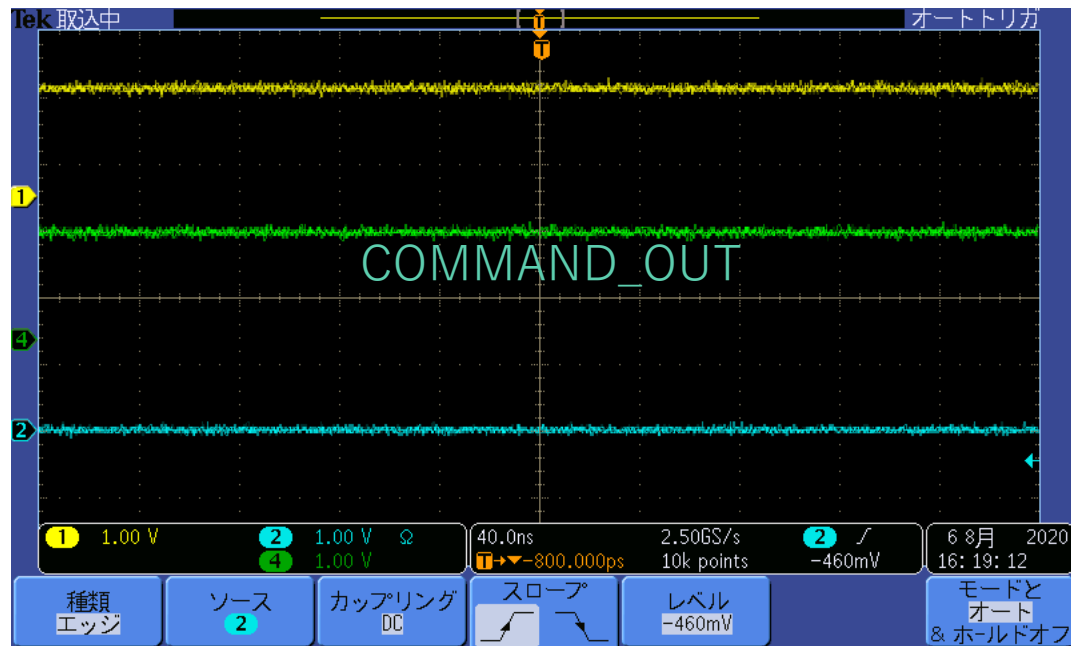 Tek 取込中 オートトリガ
T
T
1
COMMAND_OUT
4
2
1 1.00 V 2 1.00 V Ω 40.0ns 2.50GS/s 2 6 8月 2020
4 1.00 V T→▼-800.000ps 10k points -460mV 16:19:12
種類 ソース カップリング スロープ レベル モードと
エッジ 2 DC -460mV オート
& ホールドオフ